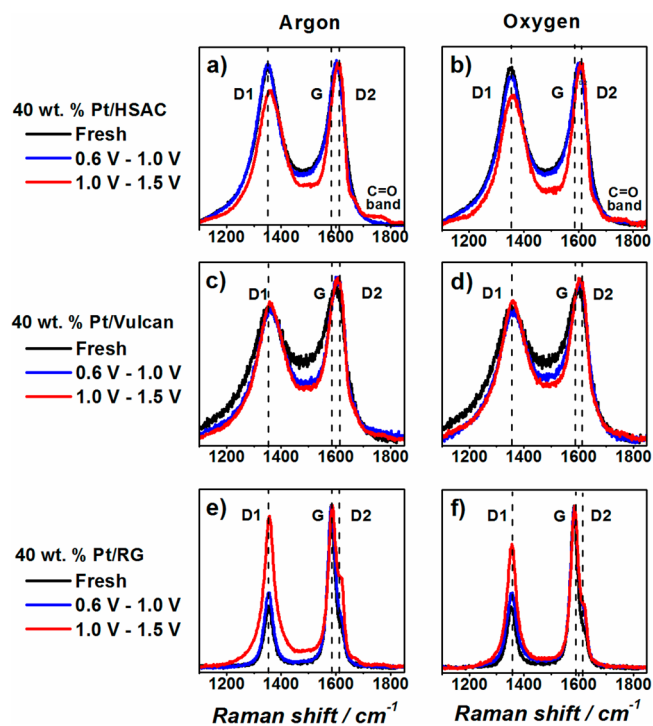 Argon
Oxygen
40 wt. % Pt/HSAC
Fresh
0.6 V - 1.0 V
1.0 V - 1.5 V
a)
D1
G
D2
C=O
band
1200 1400 1600 1800
b)
D1
G
D2
C=O
band
1200 1400 1600 1800
40 wt. % Pt/Vulcan
Fresh
0.6 V - 1.0 V
1.0 V - 1.5 V
c)
D1
G
D2
1200 1400 1600 1800
d)
D1
G
D2
1200 1400 1600 1800
40 wt. % Pt/RG
Fresh
0.6 V - 1.0 V
1.0 V - 1.5 V
e)
D1
G
D2
1200 1400 1600 1800
Raman shift / cm⁻¹
f)
D1
G
D2
1200 1400 1600 1800
Raman shift / cm⁻¹